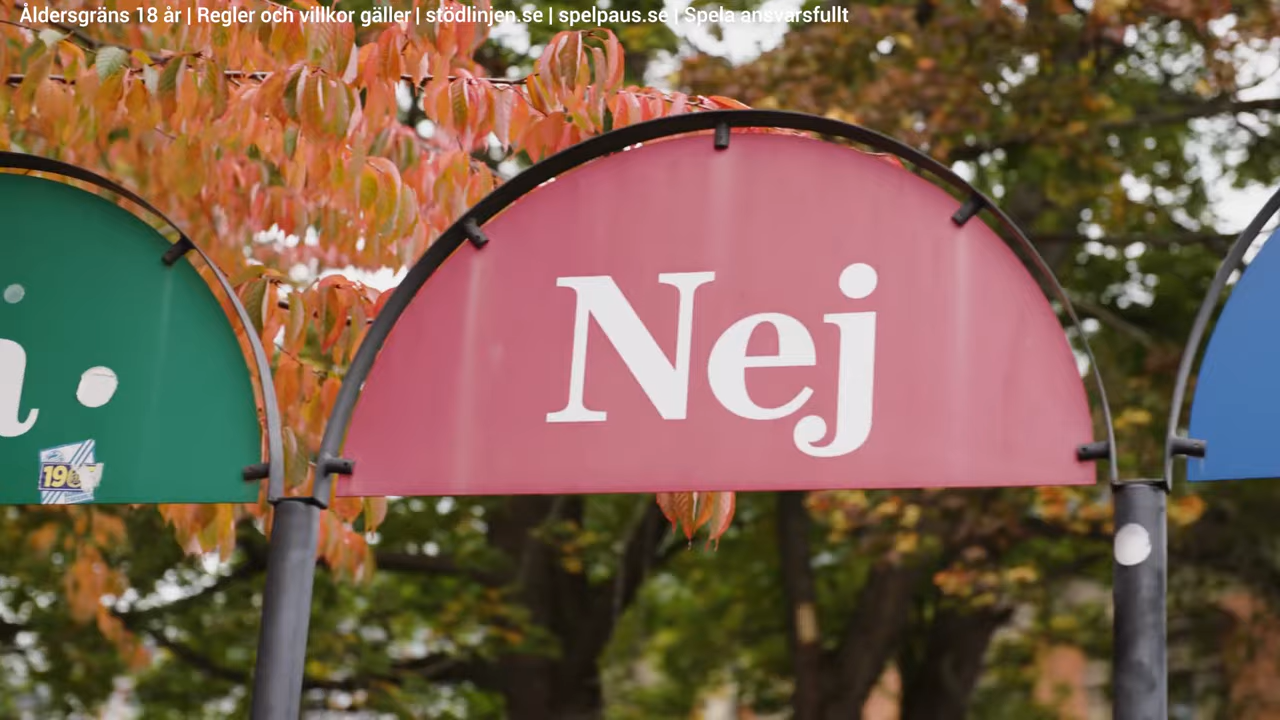 Åldersgräns 18 år | Regler och villkor gäller | stödlinjen.se | spelpaus.se | Spela ansvarsfullt
Nej